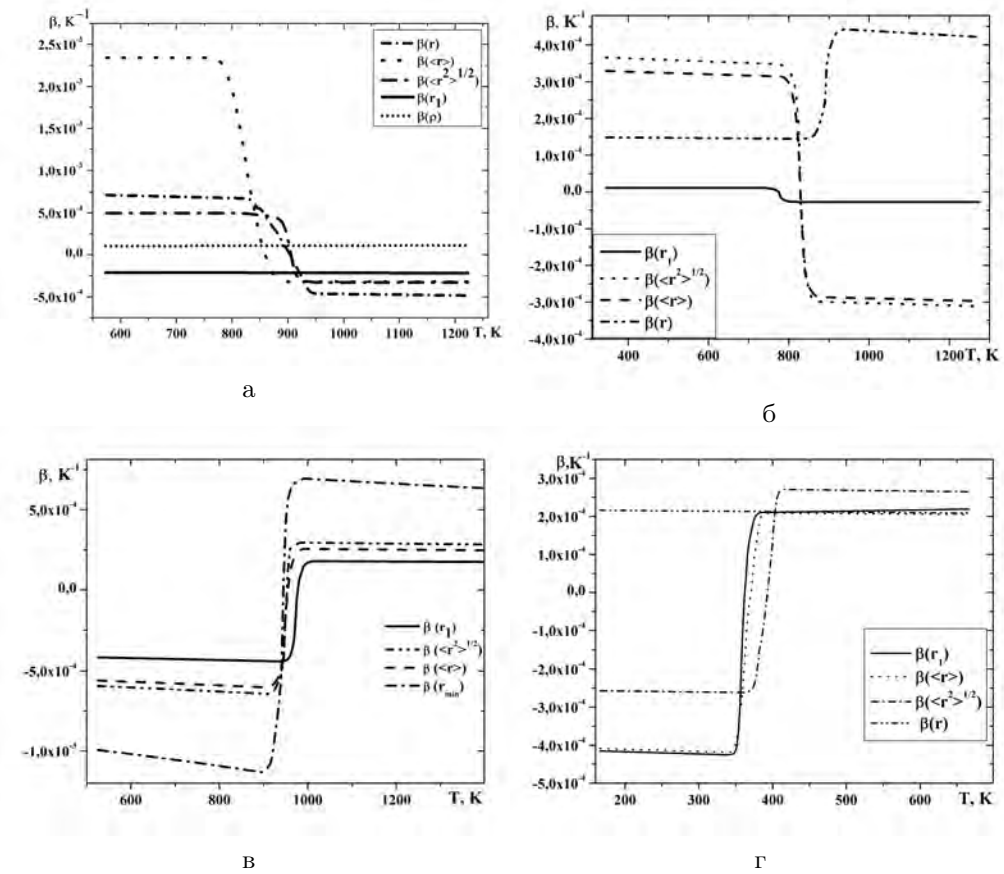 β, K⁻¹
2,5x10⁻³
2,0x10⁻³
1,5x10⁻³
1,0x10⁻³
5,0x10⁻⁴
0,0
-5,0x10⁻⁴
600 700 800 900 1000 1100 1200 T, K
β(r)
β(<r>)
β(<r²>¹/²)
β(r₁)
β(ρ)
а
β, K⁻¹
4,0x10⁻⁴
3,0x10⁻⁴
2,0x10⁻⁴
1,0x10⁻⁴
0,0
-1,0x10⁻⁴
-2,0x10⁻⁴
-3,0x10⁻⁴
-4,0x10⁻⁴
400 600 800 1000 1200 T, K
β(r₁)
β(<r²>¹/²)
β(<r>)
β(r)
б
β, K⁻¹
5,0x10⁻⁴
0,0
-5,0x10⁻⁴
-1,0x10⁻³
600 800 1000 1200 T, K
β (r₁)
β (<r²>¹/²)
β (<r>)
β (r_min)
в
β,K⁻¹
3,0x10⁻⁴
2,0x10⁻⁴
1,0x10⁻⁴
0,0
-1,0x10⁻⁴
-2,0x10⁻⁴
-3,0x10⁻⁴
-4,0x10⁻⁴
-5,0x10⁻⁴
200 300 400 500 600 T, K
β(r₁)
β(<r>)
β(<r²>¹/²)
β(r)
г